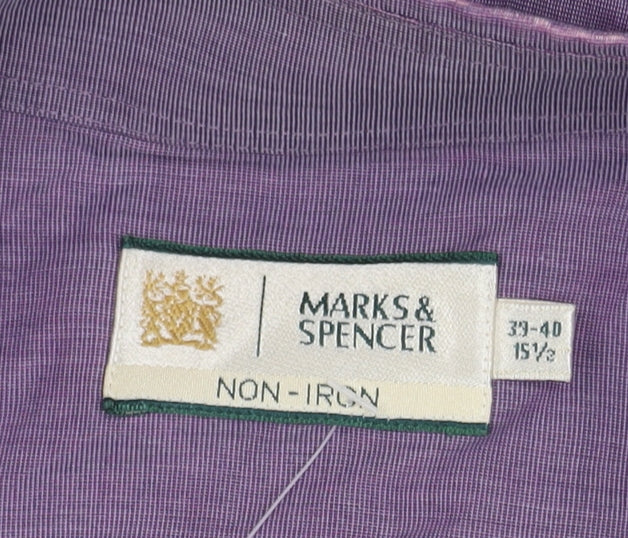 MARKS &
SPENCER
NON-IRON
39-40
15½